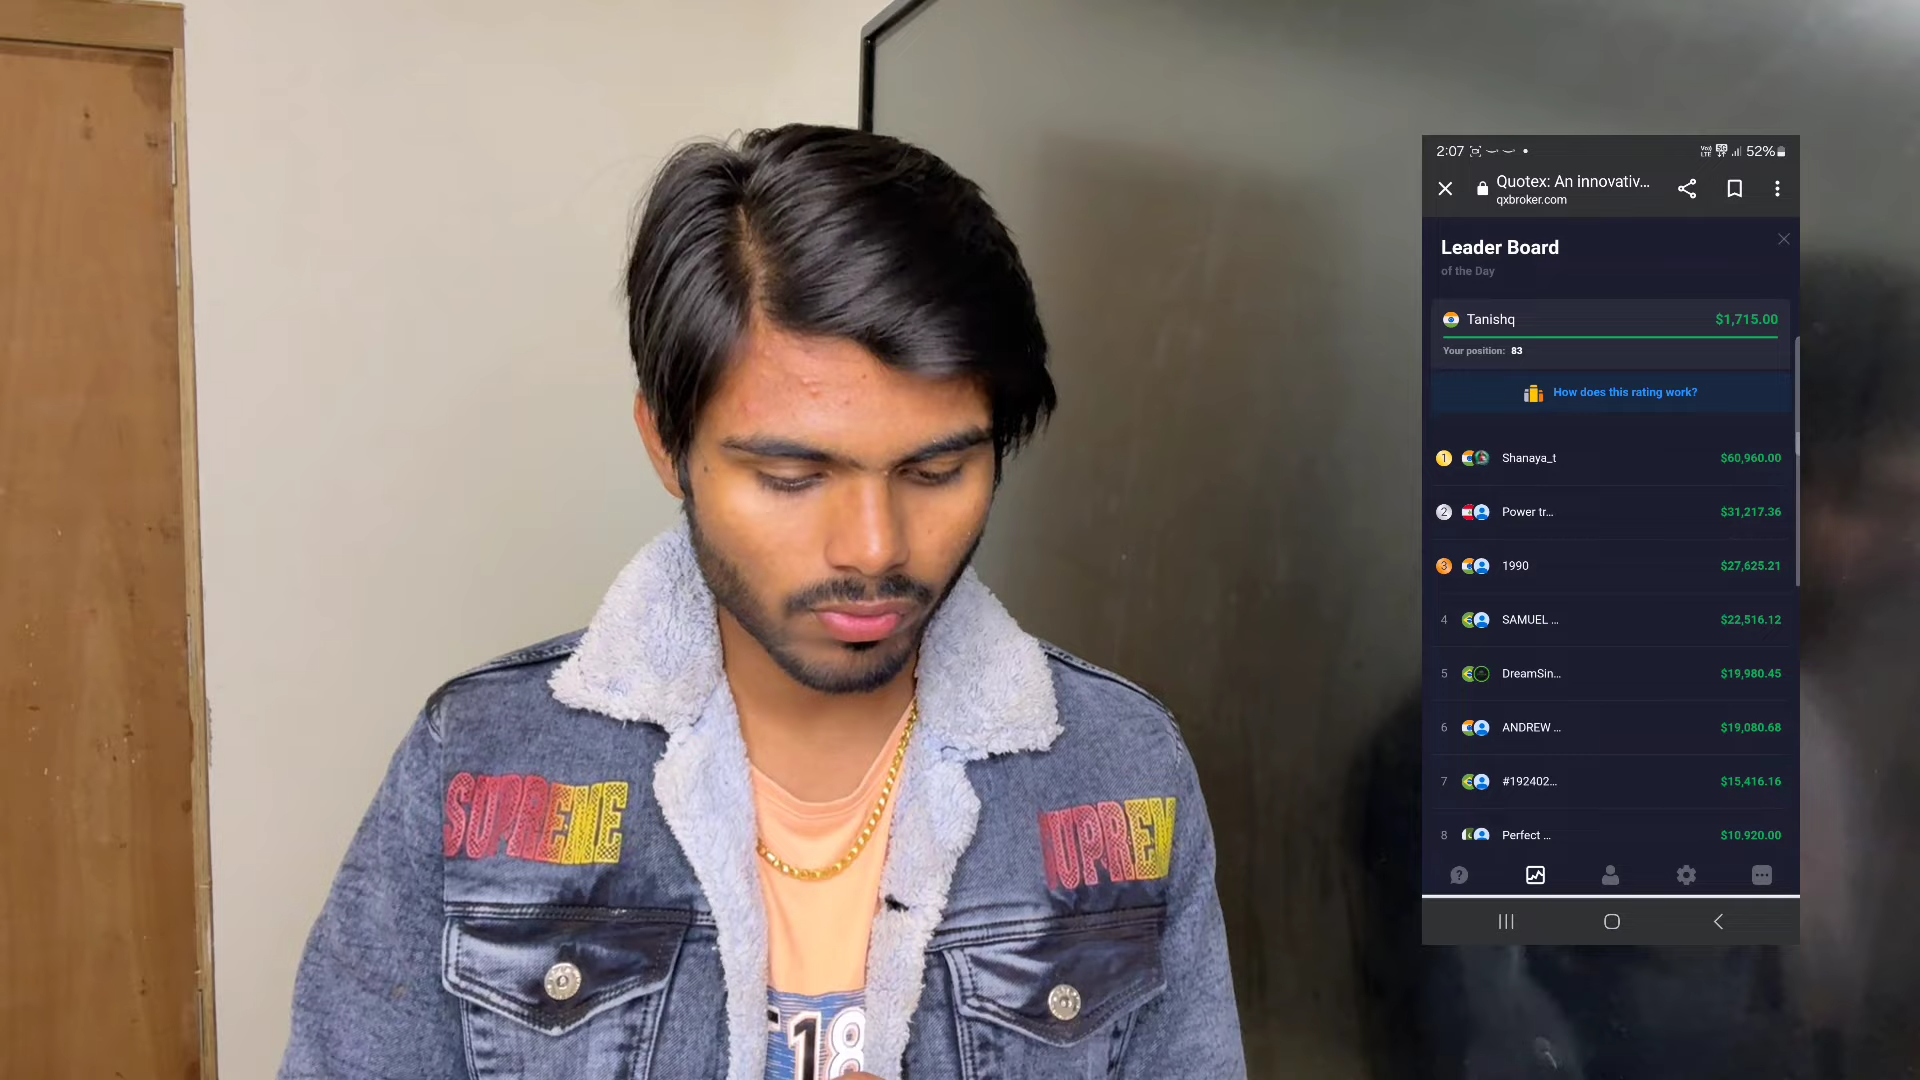 SUPREME
SUPREM
18
2:07
52%
Quotex: An innovativ...
qxbroker.com
Leader Board
of the Day
Tanishq
$1,715.00
Your position: 83
How does this rating work?
1 Shanaya_t $60,960.00
2 Power tr... $31,217.36
3 1990 $27,625.21
4 SAMUEL ... $22,516.12
5 DreamSin... $19,980.45
6 ANDREW ... $19,080.68
7 #192402... $15,416.16
8 Perfect ... $10,920.00